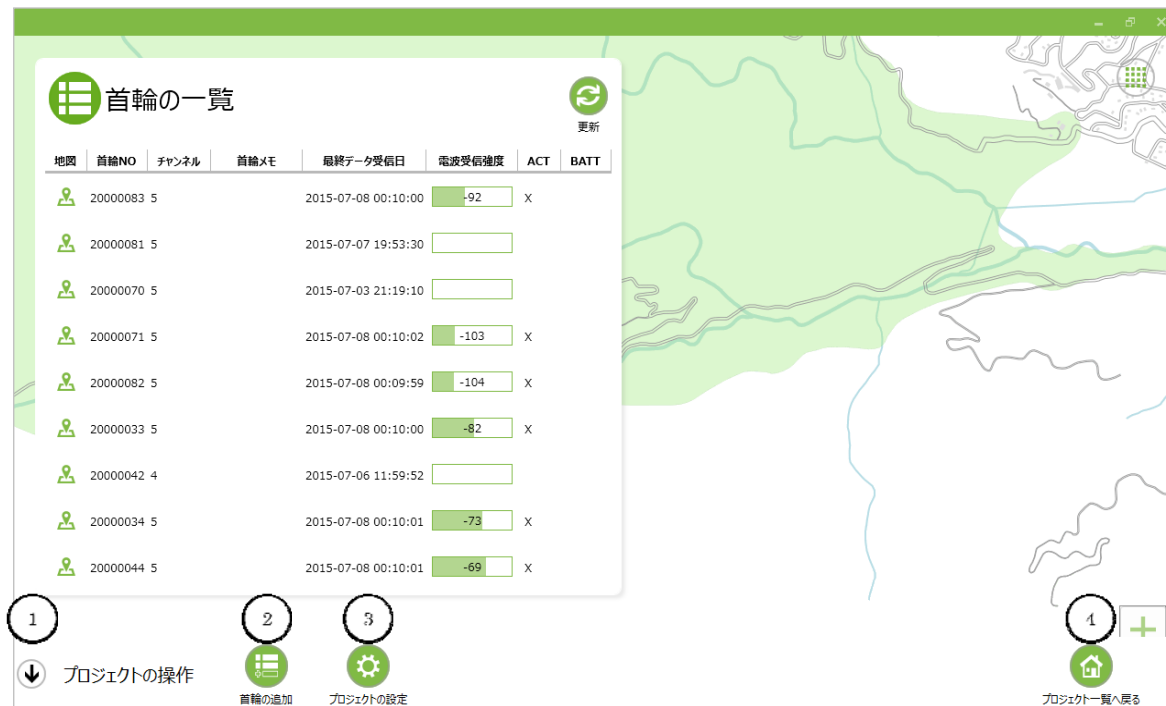 首輪の一覧
更新
地図 首輪NO チャンネル 首輪メモ 最終データ受信日 電波受信強度 ACT BATT
20000083 5 2015-07-08 00:10:00 -92 X
20000081 5 2015-07-07 19:53:30
20000070 5 2015-07-03 21:19:10
20000071 5 2015-07-08 00:10:02 -103 X
20000082 5 2015-07-08 00:09:59 -104 X
20000033 5 2015-07-08 00:10:00 -82 X
20000042 4 2015-07-06 11:59:52
20000034 5 2015-07-08 00:10:01 -73 X
20000044 5 2015-07-08 00:10:01 -69 X
1 2 3 4
プロジェクトの操作
首輪の追加 プロジェクトの設定 プロジェクト一覧へ戻る